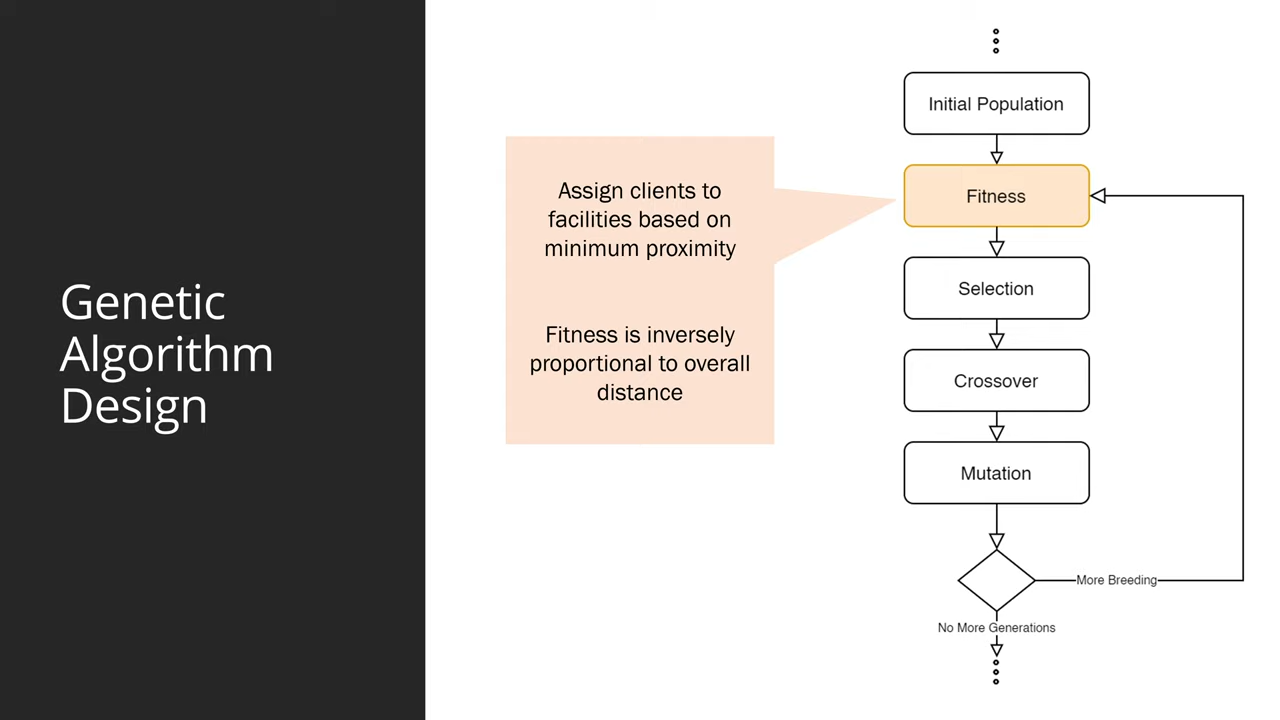 Genetic
Algorithm
Design
Assign clients to
facilities based on
minimum proximity
Fitness is inversely
proportional to overall
distance
Initial Population
Fitness
Selection
Crossover
Mutation
More Breeding
No More Generations